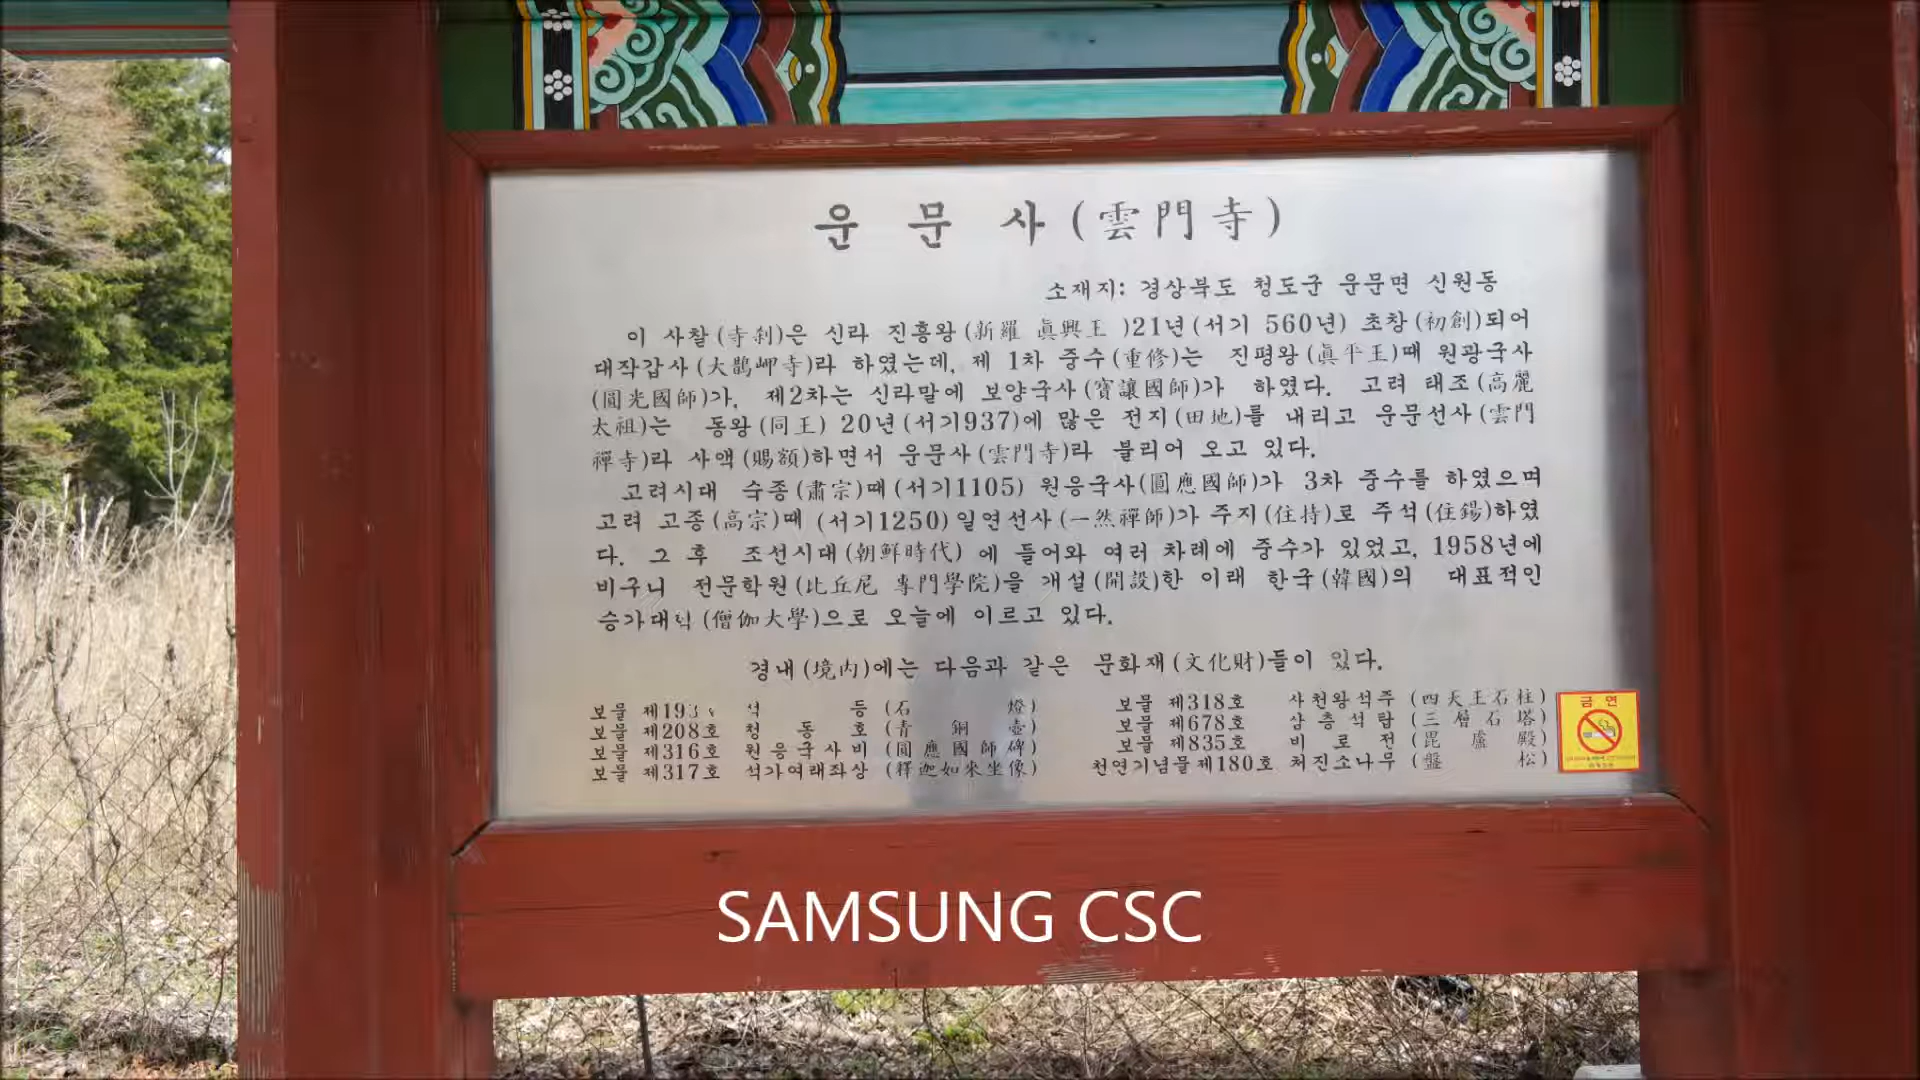 운 문 사 (雲門寺)
소재지: 경상북도 청도군 운문면 신원동
이 사찰(寺刹)은 신라 진흥왕(新羅 眞興王 )21년(서기 560년) 초창(初創)되어
대작갑사(大鵲岬寺)라 하였는데, 제 1차 중수(重修)는 진평왕(眞平王)때 원광국사
(圓光國師)가, 제2차는 신라말에 보양국사(寶讓國師)가 하였다. 고려 태조(高麗
太祖)는 동왕(同王) 20년(서기937)에 많은 전지(田地)를 내리고 운문선사(雲門
禪寺)라 사액(賜額)하면서 운문사(雲門寺)라 불리어 오고 있다.
고려시대 숙종(肅宗)때(서기1105) 원응국사(圓應國師)가 3차 중수를 하였으며
고려 고종(高宗)때 (서기1250)일연선사(一然禪師)가 주지(住持)로 주석(住錫)하였
다. 그 후 조선시대(朝鮮時代) 에 들어와 여러 차례에 중수가 있었고, 1958년에
비구니 전문학원(比丘尼 專門學院)을 개설(開設)한 이래 한국(韓國)의 대표적인
승가대학(僧伽大學)으로 오늘에 이르고 있다.
경내(境內)에는 다음과 같은 문화재(文化財)들이 있다.
보물 석 등 (石 燈)
보물 제208호 청 동 호 (青 銅 壺)
보물 제316호 원응국사비 (圓應國師碑)
보물 제317호 석가여래좌상 (釋迦如來坐像)
보물 제318호 사천왕석주 (四天王石柱)
보물 제678호 삼층석탑 (三層石塔)
보물 제835호 비 로 전 (毘 盧 殿)
천연기념물제180호 처진소나무 (盤 松)
금 연
SAMSUNG CSC